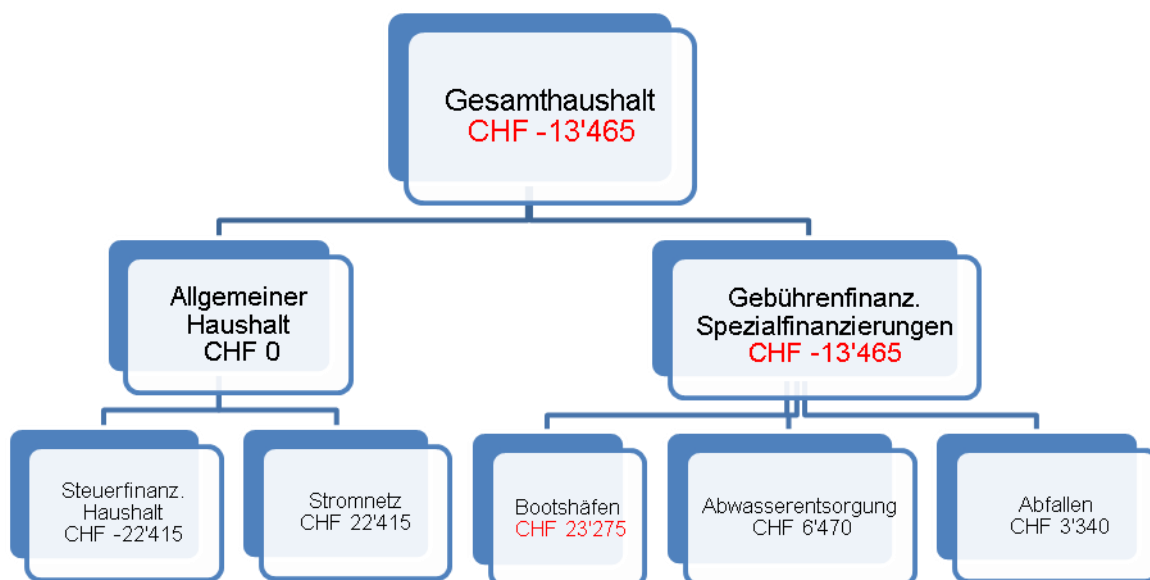 Gesamthaushalt
CHF -13'465
Allgemeiner
Haushalt
CHF 0
Gebührenfinanz.
Spezialfinanzierungen
CHF -13'465
Steuerfinanz.
Haushalt
CHF -22'415
Stromnetz
CHF 22'415
Bootshäfen
CHF 23'275
Abwasserentsorgung
CHF 6'470
Abfallen
CHF 3'340